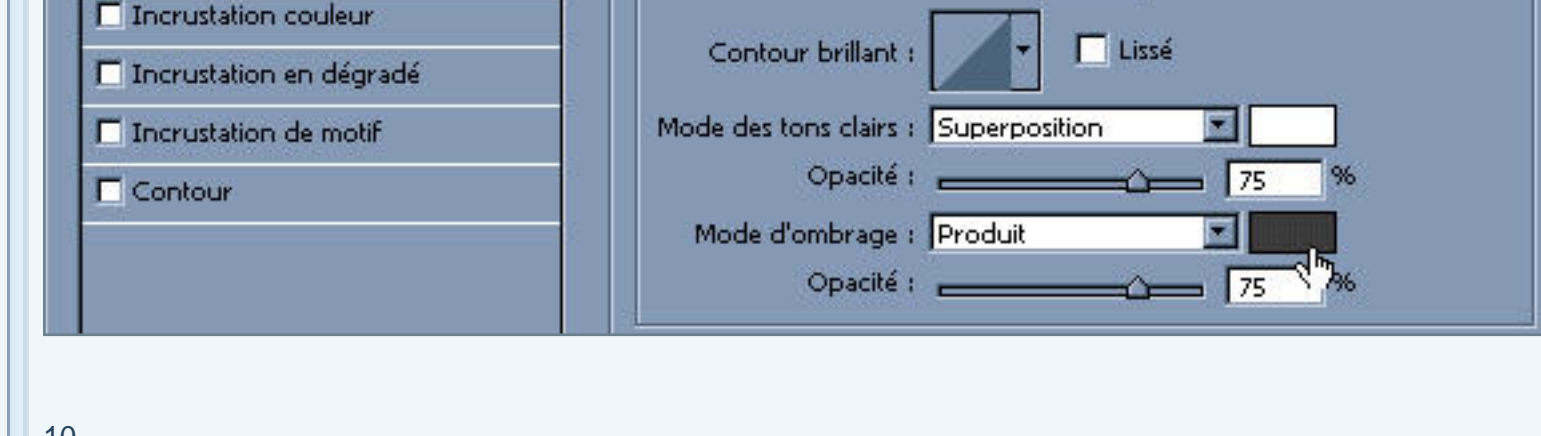 Incrustation couleur
Incrustation en dégradé
Incrustation de motif
Contour
Contour brillant :
Lissé
Mode des tons clairs : Superposition
Opacité : 75 %
Mode d'ombrage : Produit
Opacité : 75 %
10